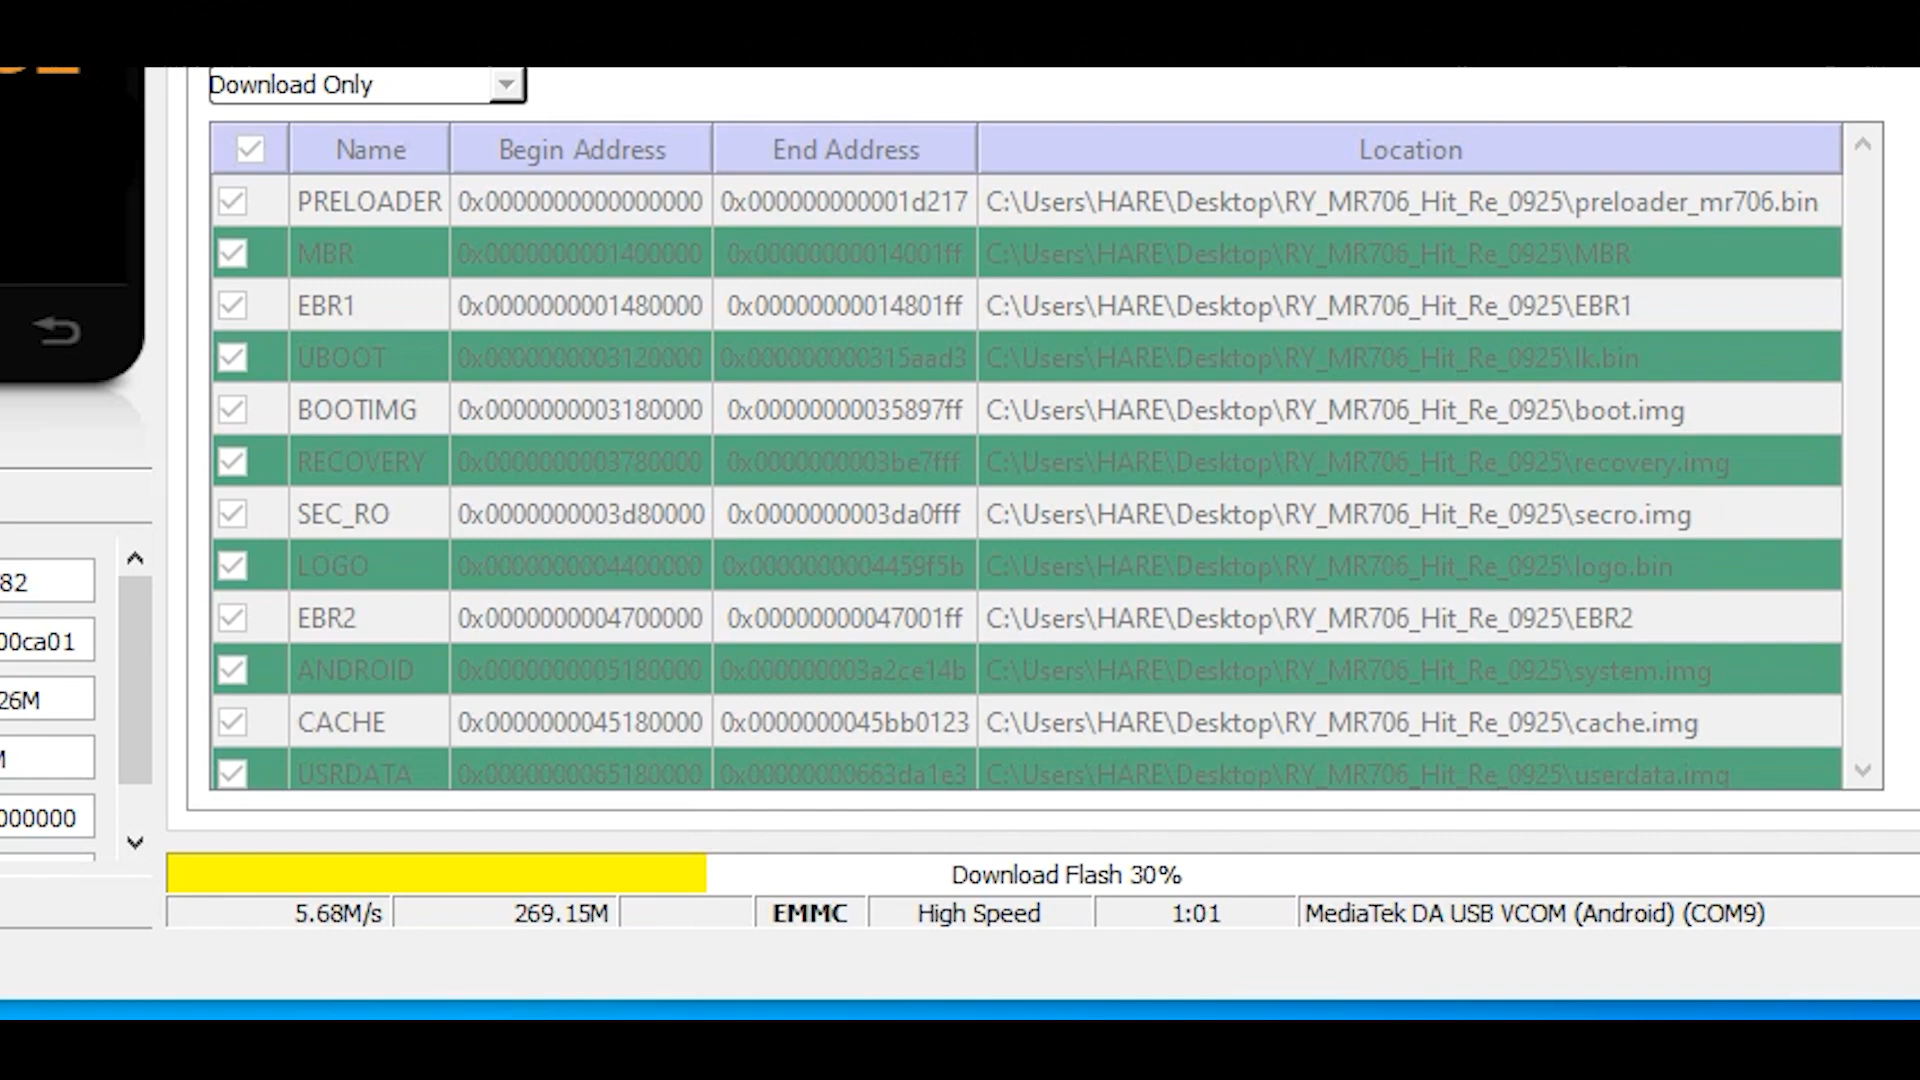 Download Only
Name Begin Address End Address Location
PRELOADER 0x0000000000000000 0x000000000001d217 C:\Users\HARE\Desktop\RY_MR706_Hit_Re_0925\preloader_mr706.bin
MBR 0x0000000001400000 0x00000000014001ff C:\Users\HARE\Desktop\RY_MR706_Hit_Re_0925\MBR
EBR1 0x0000000001480000 0x00000000014801ff C:\Users\HARE\Desktop\RY_MR706_Hit_Re_0925\EBR1
UBOOT 0x0000000003120000 0x000000000315aad3 C:\Users\HARE\Desktop\RY_MR706_Hit_Re_0925\lk.bin
BOOTIMG 0x0000000003180000 0x00000000035897ff C:\Users\HARE\Desktop\RY_MR706_Hit_Re_0925\boot.img
RECOVERY 0x0000000003780000 0x0000000003be7fff C:\Users\HARE\Desktop\RY_MR706_Hit_Re_0925\recovery.img
SEC_RO 0x0000000003d80000 0x0000000003da0fff C:\Users\HARE\Desktop\RY_MR706_Hit_Re_0925\secro.img
LOGO 0x0000000004400000 0x0000000004459f5b C:\Users\HARE\Desktop\RY_MR706_Hit_Re_0925\logo.bin
EBR2 0x0000000004700000 0x00000000047001ff C:\Users\HARE\Desktop\RY_MR706_Hit_Re_0925\EBR2
ANDROID 0x0000000005180000 0x000000003a2ce14b C:\Users\HARE\Desktop\RY_MR706_Hit_Re_0925\system.img
CACHE 0x0000000045180000 0x0000000045bb0123 C:\Users\HARE\Desktop\RY_MR706_Hit_Re_0925\cache.img
USRDATA 0x0000000065180000 0x00000000663da1e3 C:\Users\HARE\Desktop\RY_MR706_Hit_Re_0925\userdata.img
82
00ca01
26M
000000
Download Flash 30%
5.68M/s 269.15M EMMC High Speed 1:01 MediaTek DA USB VCOM (Android) (COM9)